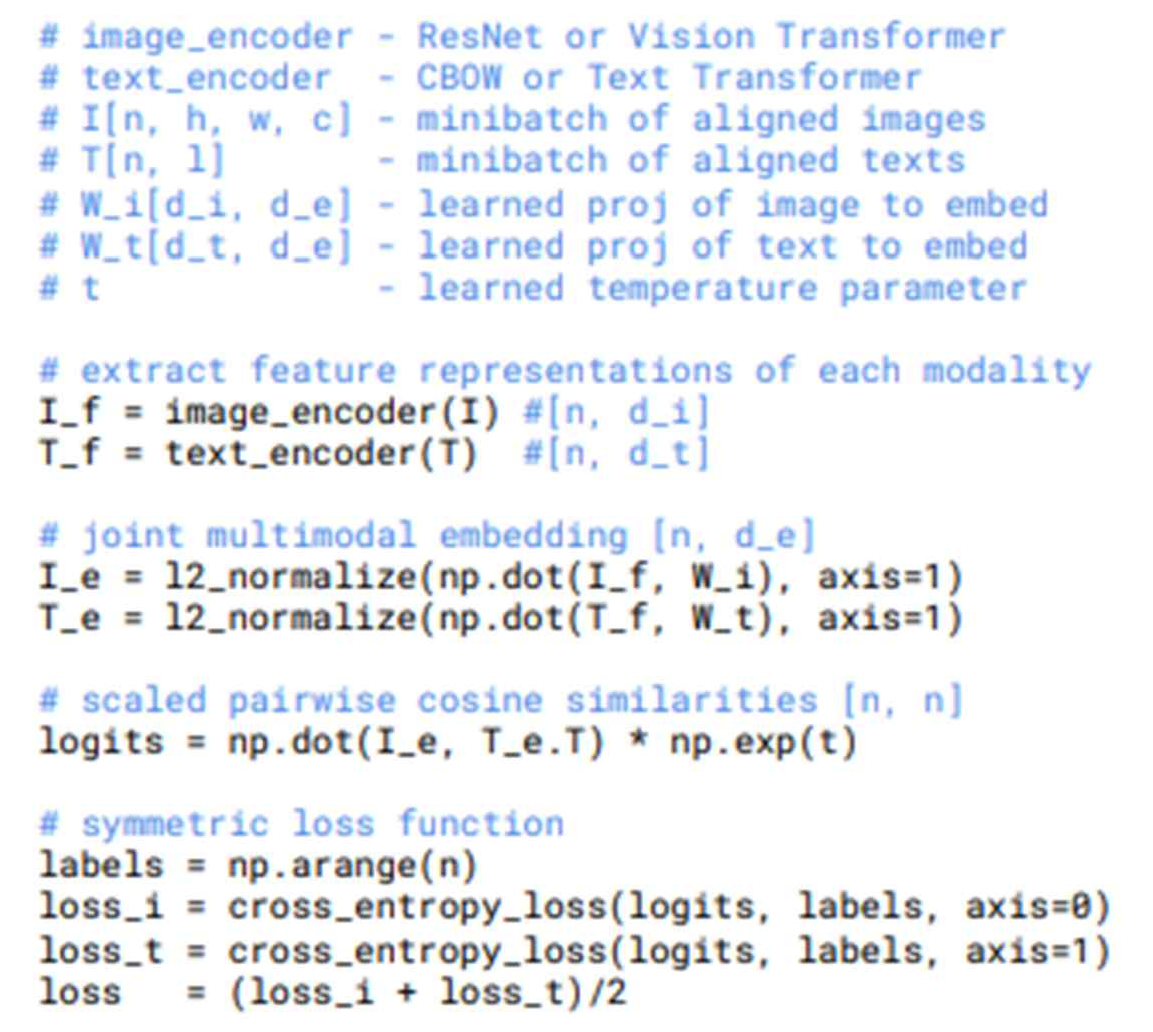 # image_encoder - ResNet or Vision Transformer
# text_encoder  - CBOW or Text Transformer
# I[n, h, w, c] - minibatch of aligned images
# T[n, l]       - minibatch of aligned texts
# W_i[d_i, d_e] - learned proj of image to embed
# W_t[d_t, d_e] - learned proj of text to embed
# t             - learned temperature parameter
# extract feature representations of each modality
I_f = image_encoder(I) #[n, d_i]
T_f = text_encoder(T)  #[n, d_t]
# joint multimodal embedding [n, d_e]
I_e = l2_normalize(np.dot(I_f, W_i), axis=1)
T_e = l2_normalize(np.dot(T_f, W_t), axis=1)
# scaled pairwise cosine similarities [n, n]
logits = np.dot(I_e, T_e.T) * np.exp(t)
# symmetric loss function
labels = np.arange(n)
loss_i = cross_entropy_loss(logits, labels, axis=0)
loss_t = cross_entropy_loss(logits, labels, axis=1)
loss   = (loss_i + loss_t)/2